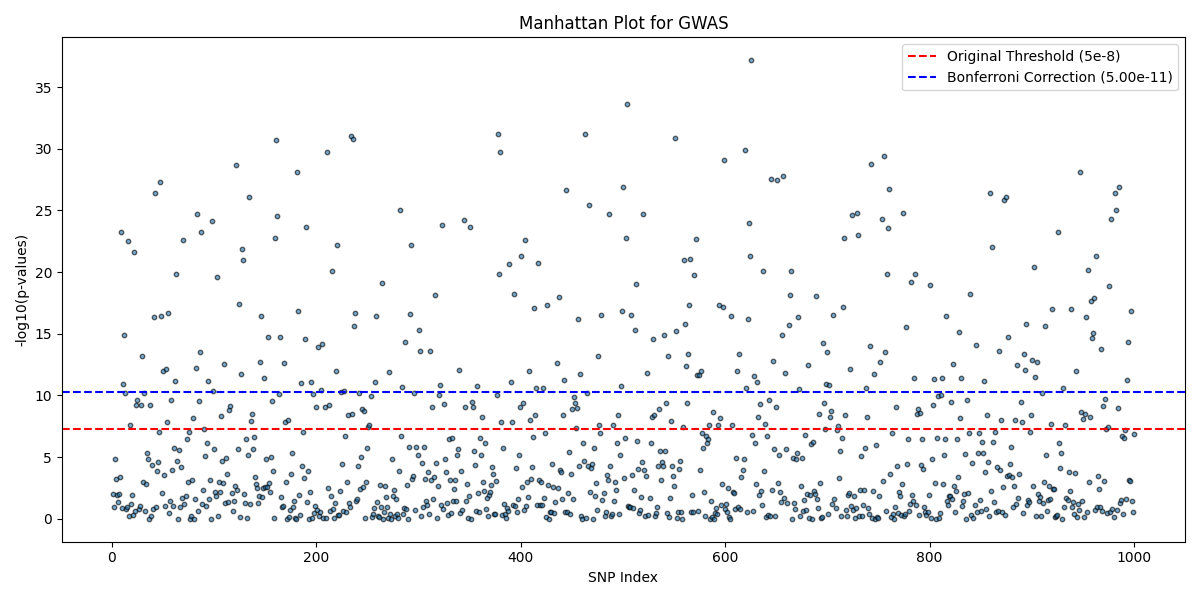 Manhattan Plot for GWAS
Original Threshold (5e-8)
Bonferroni Correction (5.00e-11)
-log10(p-values)
35
30
25
20
15
10
5
0
0 200 400 600 800 1000
SNP Index